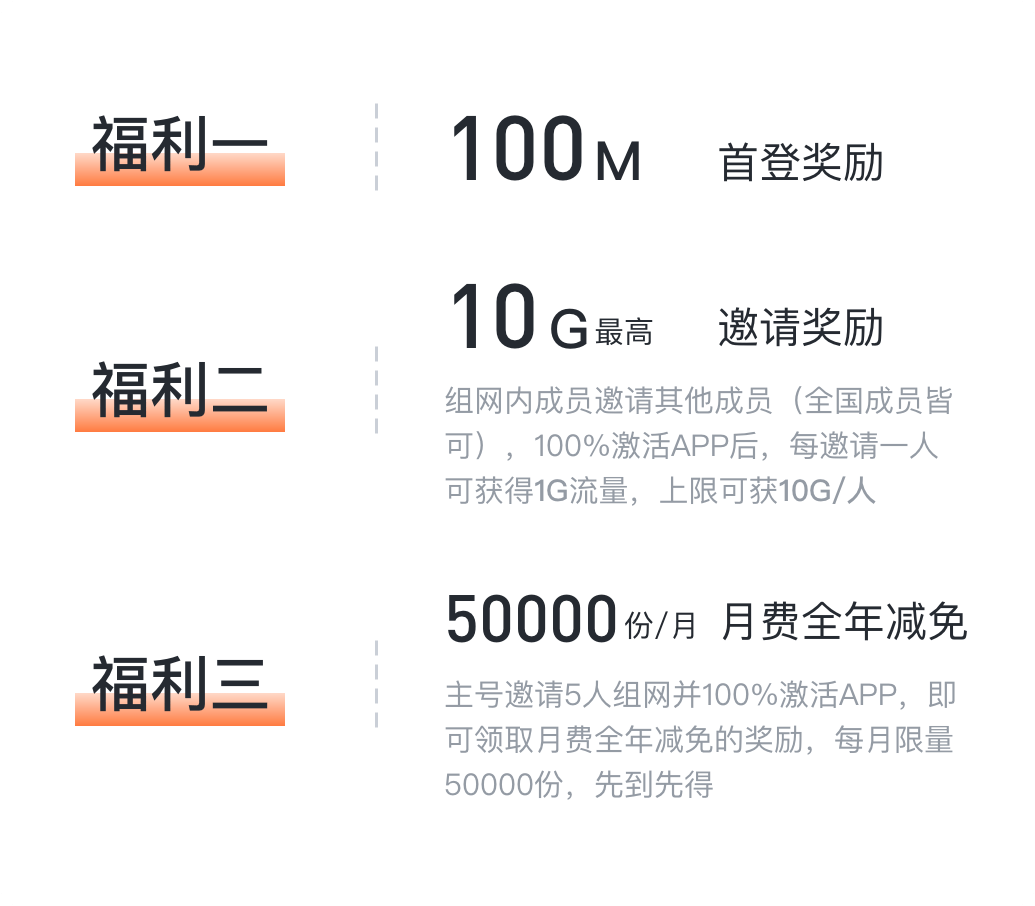 福利一
100M 首登奖励
福利二
10G最高 邀请奖励
组网内成员邀请其他成员（全国成员皆
可），100%激活APP后，每邀请一人
可获得1G流量，上限可获10G/人
福利三
50000份/月 月费全年减免
主号邀请5人组网并100%激活APP，即
可领取月费全年减免的奖励，每月限量
50000份，先到先得